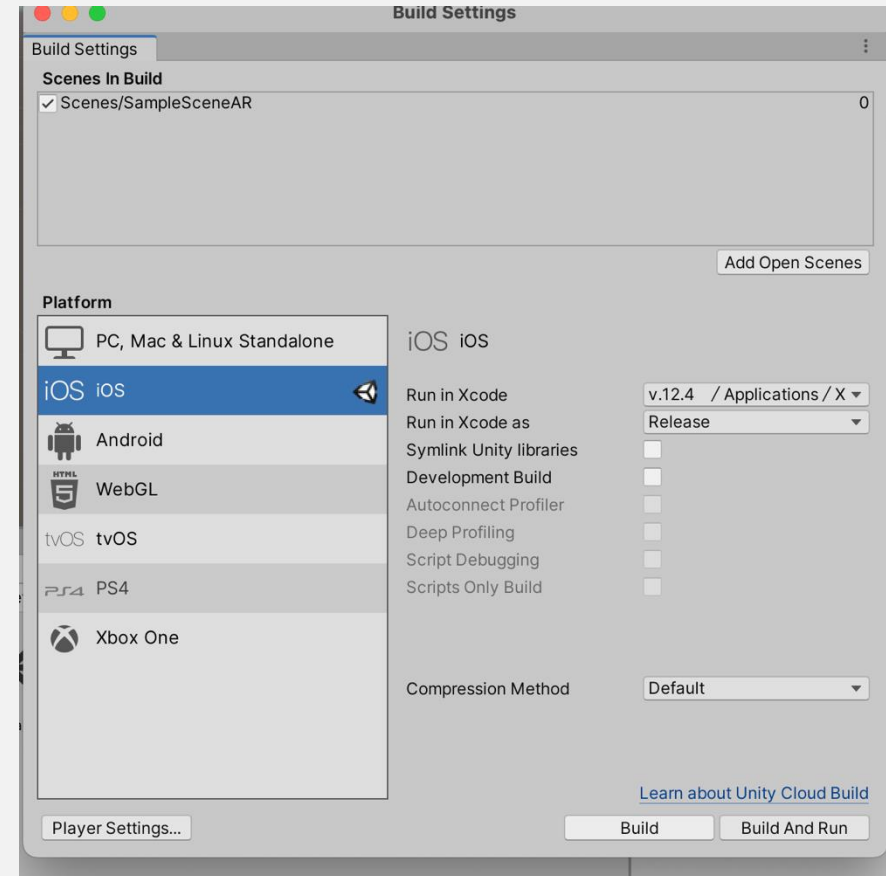 Build Settings
Build Settings
Scenes In Build
Scenes/SampleSceneAR 0
Add Open Scenes
Platform
PC, Mac & Linux Standalone
iOS iOS
Android
HTML 5 WebGL
tvOS tvOS
PS4 PS4
Xbox One
iOS iOS
Run in Xcode v.12.4 / Applications / X
Run in Xcode as Release
Symlink Unity libraries
Development Build
Autoconnect Profiler
Deep Profiling
Script Debugging
Scripts Only Build
Compression Method Default
Learn about Unity Cloud Build
Player Settings...
Build
Build And Run